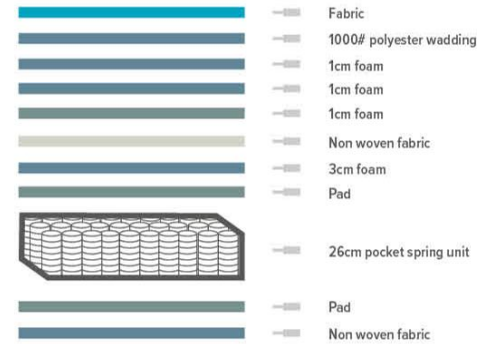 Fabric
1000# polyester wadding
1cm foam
1cm foam
1cm foam
Non woven fabric
3cm foam
Pad
26cm pocket spring unit
Pad
Non woven fabric